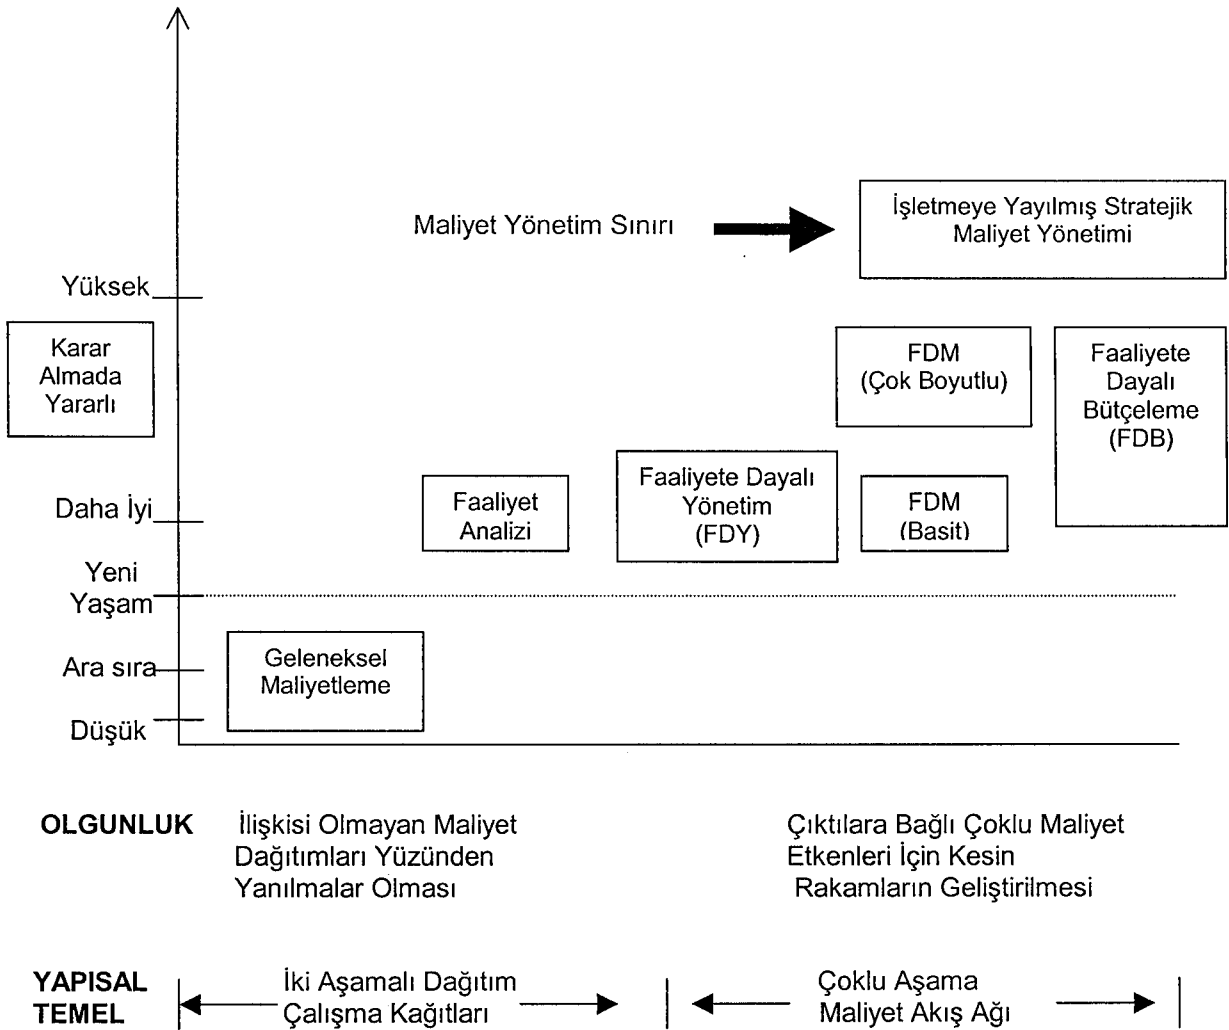 Maliyet Yönetim Sınırı
İşletmeye Yayılmış Stratejik
Maliyet Yönetimi
Yüksek
Karar
Almada
Yararlı
FDM
(Çok Boyutlu)
Faaliyete
Dayalı
Bütçeleme
(FDB)
Daha İyi
Faaliyet
Analizi
Faaliyete Dayalı
Yönetim
(FDY)
FDM
(Basit)
Yeni
Yaşam
Ara sıra
Geleneksel
Maliyetleme
Düşük
OLGUNLUK
İlişkisi Olmayan Maliyet
Dağıtımları Yüzünden
Yanılmalar Olması
Çıktılara Bağlı Çoklu Maliyet
Etkenleri İçin Kesin
Rakamların Geliştirilmesi
YAPISAL
TEMEL
İki Aşamalı Dağıtım
Çalışma Kağıtları
Çoklu Aşama
Maliyet Akış Ağı